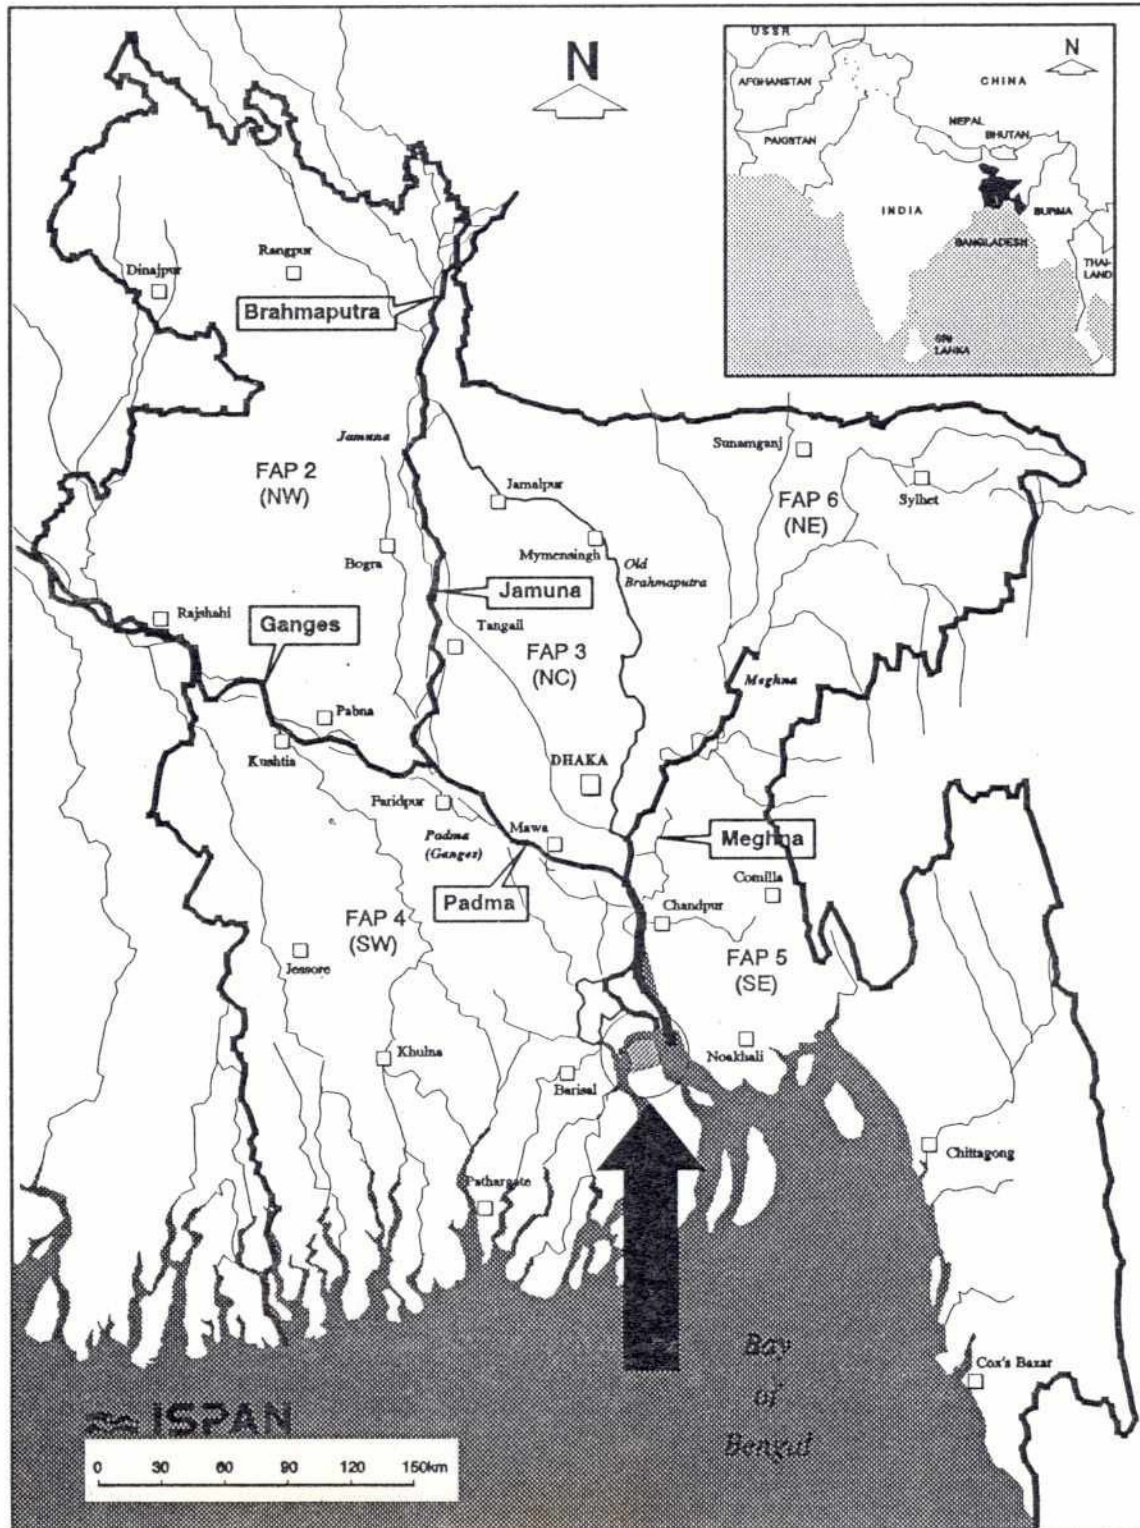 N
USSR
N
AFGHANISTAN
CHINA
NEPAL
BHUTAN
PAKISTAN
INDIA
BURMA
BANGLADESH
THAI-
LAND
SRI
LANKA
Rangpur
Dinajpur
Brahmaputra
Jamuna
Sunamganj
FAP 2
(NW)
Jamalpur
FAP 6
(NE)
Sylhet
Bogra
Mymensingh
Old
Brahmaputra
Jamuna
Rajshahi
Ganges
Tangail
FAP 3
(NC)
Meghna
Pabna
Kushtia
DHAKA
Faridpur
Padma
(Ganges)
Mawa
Meghna
Comilla
Padma
Chandpur
FAP 4
(SW)
FAP 5
(SE)
Jessore
Khulna
Noakhali
Barisal
Chittagong
Pathargate
Bay
of
Bengal
Cox's Bazar
ISPAN
0 30 60 90 120 150km